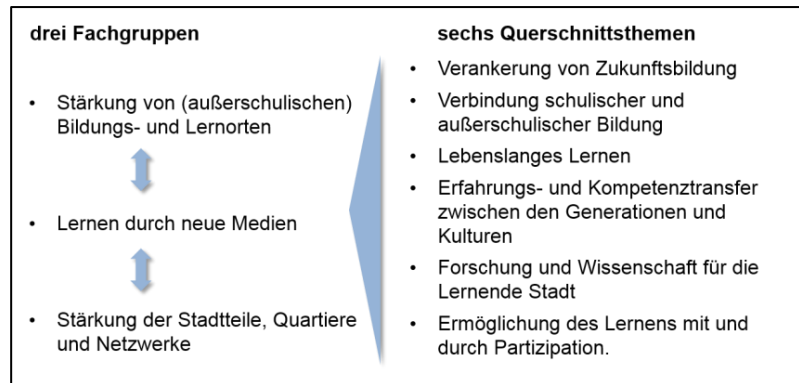 drei Fachgruppen
• Stärkung von (außerschulischen)
Bildungs- und Lernorten
• Lernen durch neue Medien
• Stärkung der Stadtteile, Quartiere
und Netzwerke
sechs Querschnittsthemen
• Verankerung von Zukunftsbildung
• Verbindung schulischer und
außerschulischer Bildung
• Lebenslanges Lernen
• Erfahrungs- und Kompetenztransfer
zwischen den Generationen und
Kulturen
• Forschung und Wissenschaft für die
Lernende Stadt
• Ermöglichung des Lernens mit und
durch Partizipation.